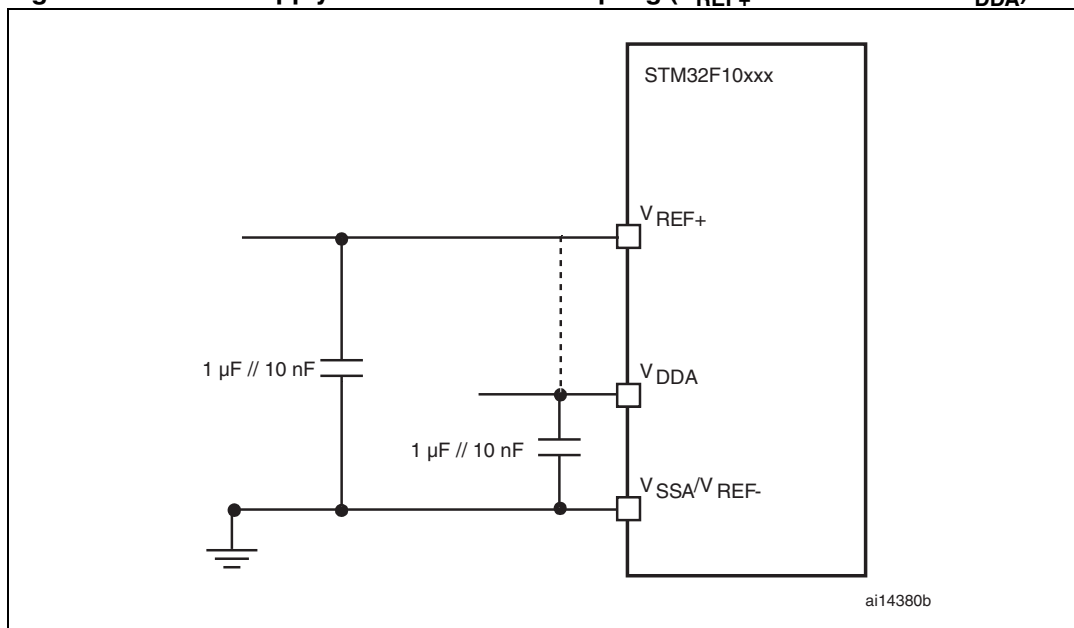 STM32F10xxx
VREF+
1 µF // 10 nF
VDDA
1 µF // 10 nF
VSSA/VREF-
ai14380b